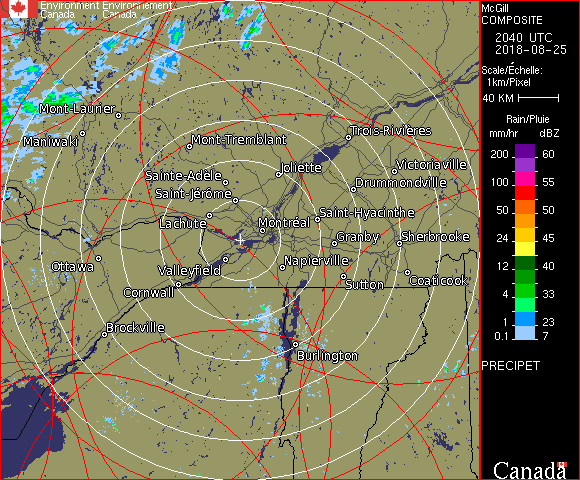 Environment Environnement
Canada Canada
McGill
COMPOSITE
2040 UTC
2018-08-25
Scale/Échelle:
1km/Pixel
40 KM
Rain/Pluie
mm/hr dBZ
200 60
55
100 55
50 50
24 45
12 40
4 33
1 23
0.1 7
PRECIPET
Canada
Mont-Laurier
Maniwaki
Mont-Tremblant
Trois-Rivières
Sainte-Adèle
Joliette
Victoriaville
Saint-Jérôme
Drummondville
Lachute
Montréal
Saint-Hyacinthe
Granby
Sherbrooke
Ottawa
Valleyfield
Napierville
Cornwall
Sutton
Coaticook
Brockville
Burlington